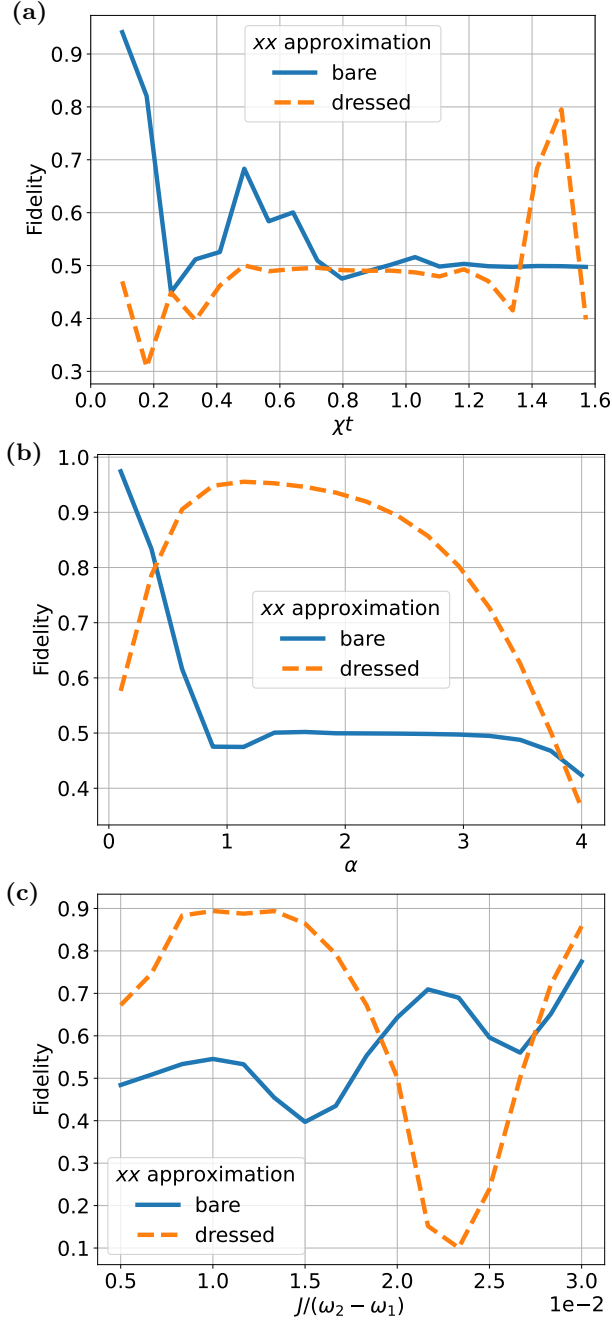 (a)
0.9
0.8
0.7
0.6
0.5
0.4
0.3
Fidelity
xx approximation
bare
dressed
0.0 0.2 0.4 0.6 0.8 1.0 1.2 1.4 1.6
χt
(b)
1.0
0.9
0.8
0.7
0.6
0.5
0.4
Fidelity
xx approximation
bare
dressed
0 1 2 3 4
α
(c)
0.9
0.8
0.7
0.6
0.5
0.4
0.3
0.2
0.1
Fidelity
xx approximation
bare
dressed
0.5 1.0 1.5 2.0 2.5 3.0
J/(ω₂ − ω₁)
1e−2